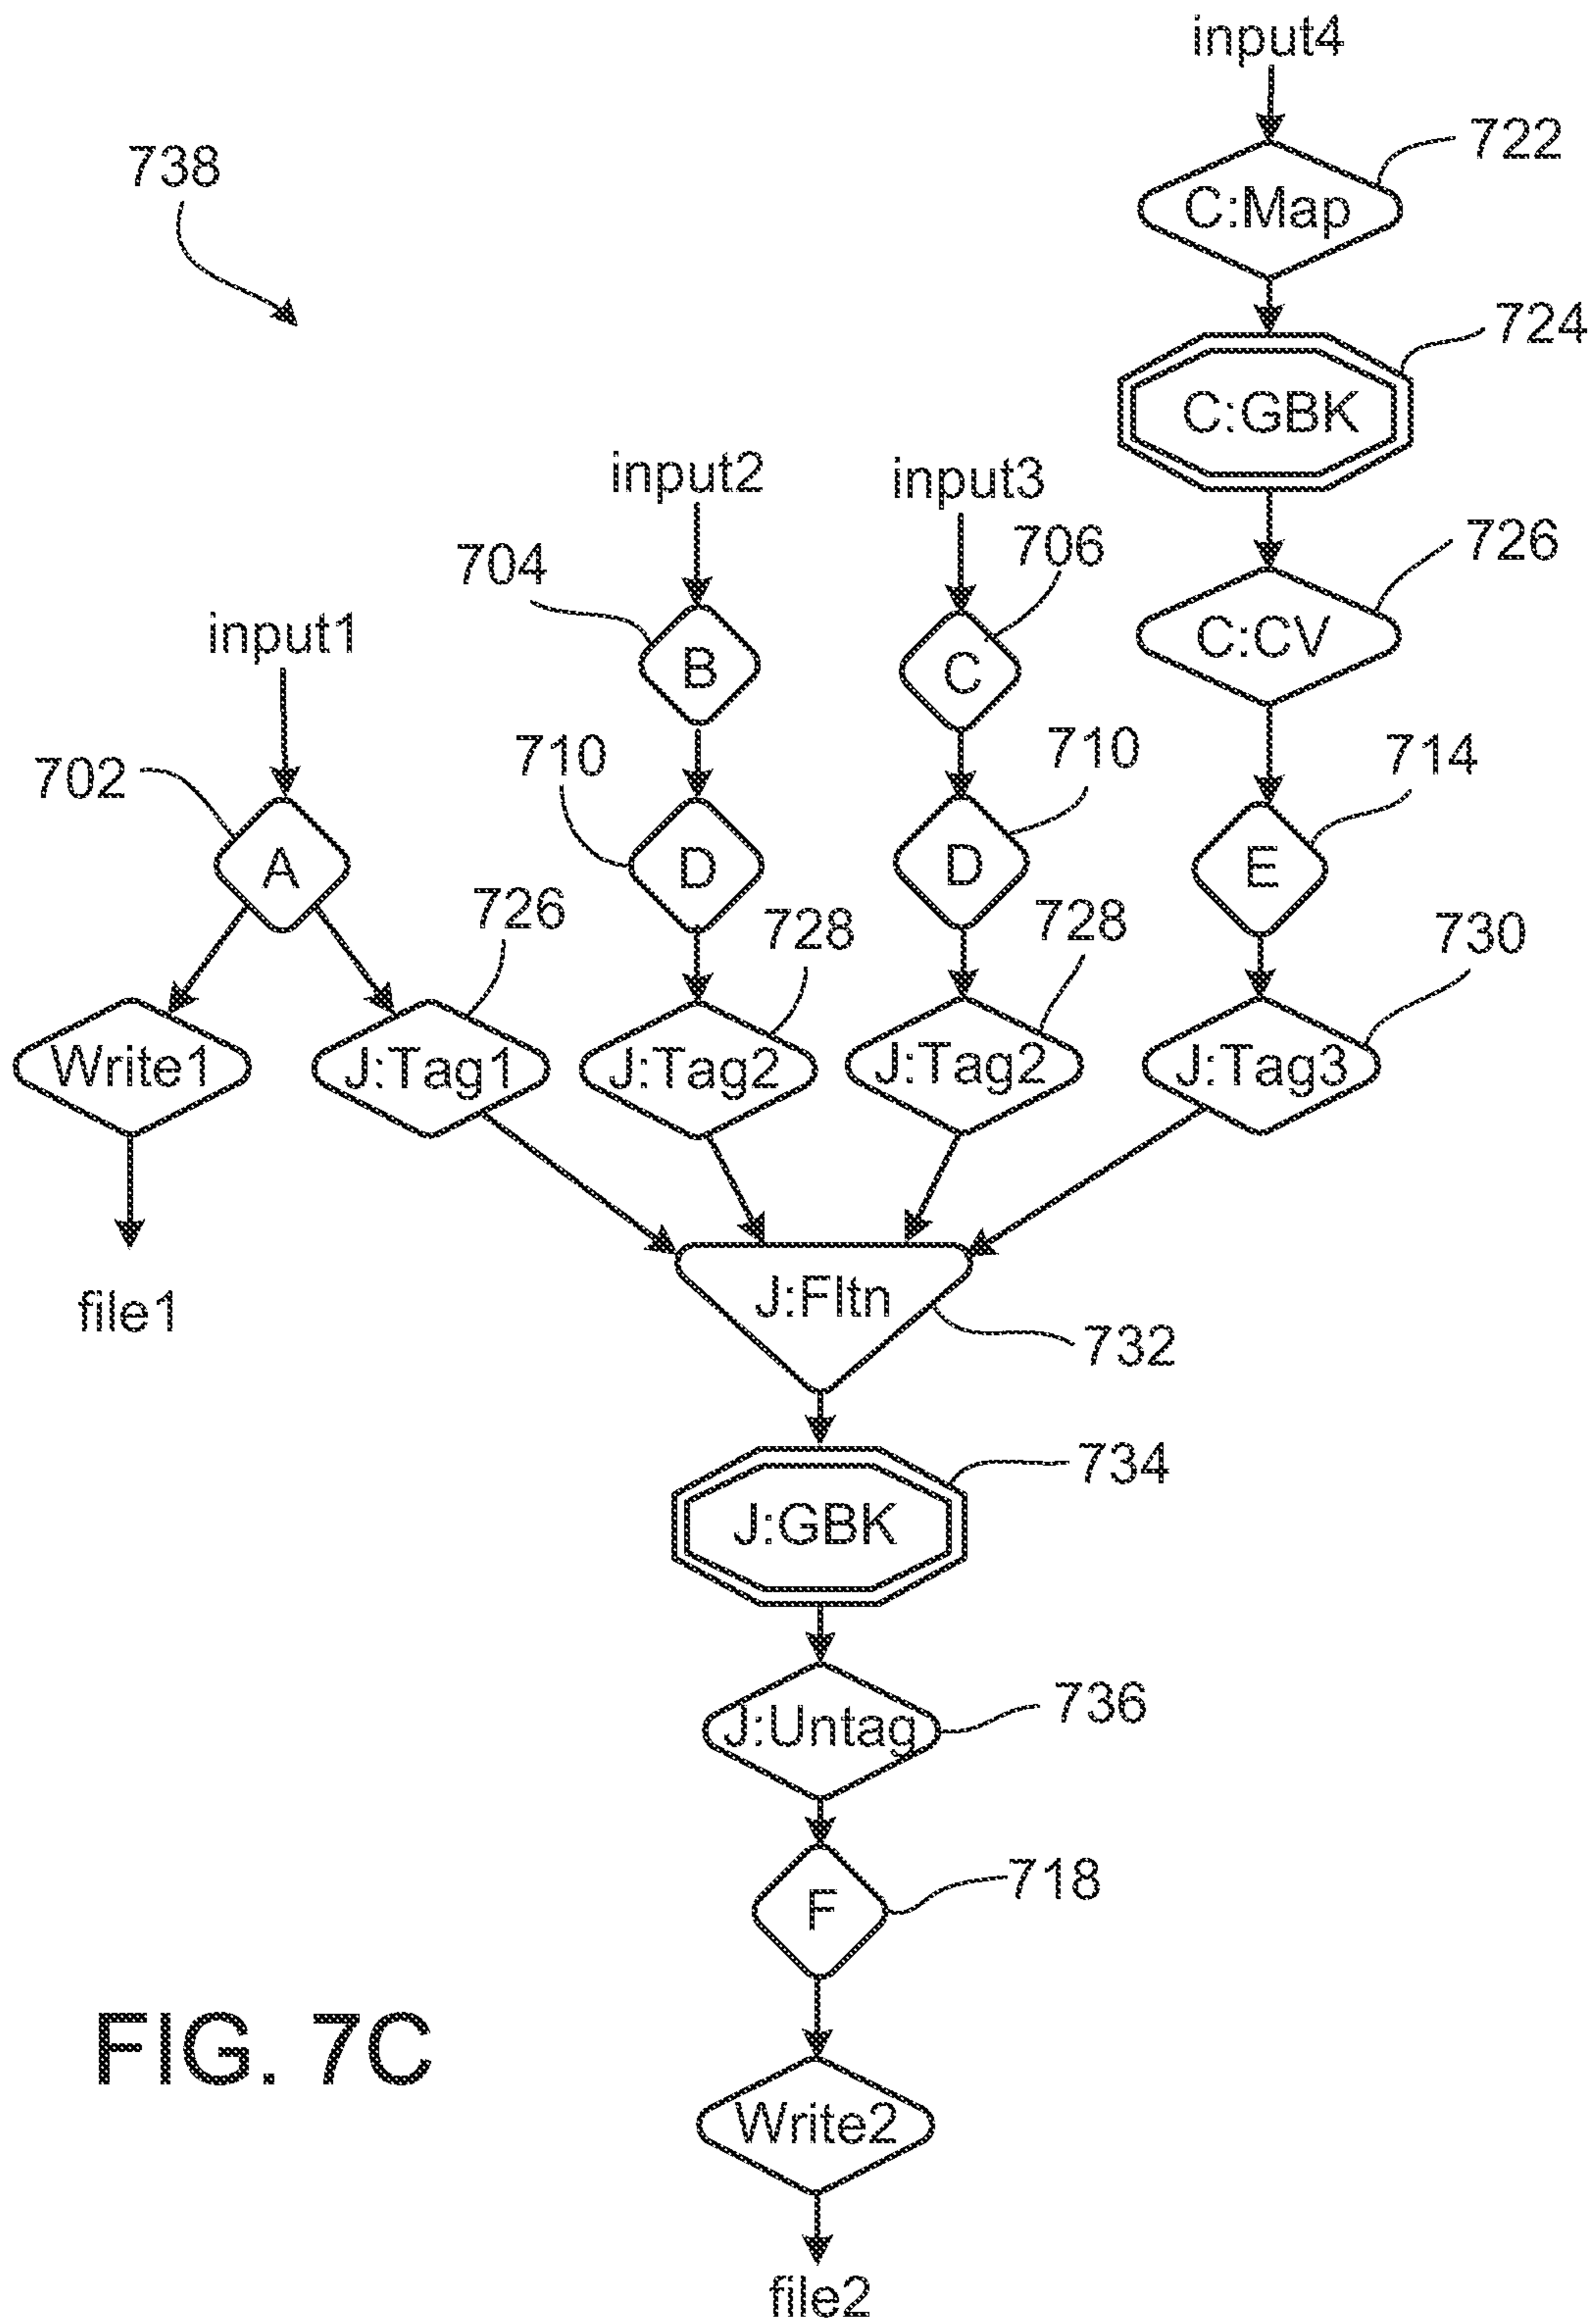 input4
738
722
C:Map
724
C:GBK
input2
input3
704
706
726
input1
B
C
C:CV
702
710
710
714
A
D
D
E
726
728
728
730
Write1
J:Tag1
J:Tag2
J:Tag2
J:Tag3
file1
J:Fltn
732
734
J:GBK
736
J:Untag
718
F
FIG. 7C
Write2
file2